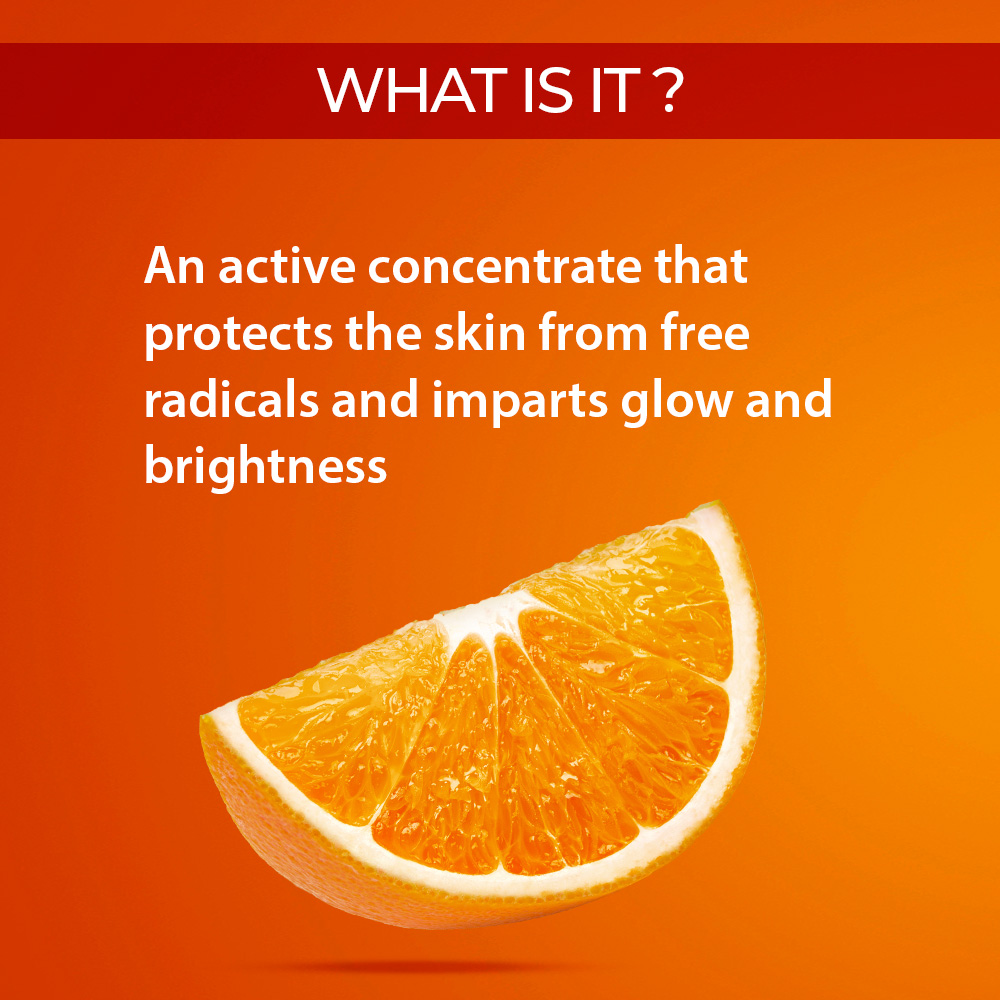 WHAT IS IT ?
An active concentrate that
protects the skin from free
radicals and imparts glow and
brightness